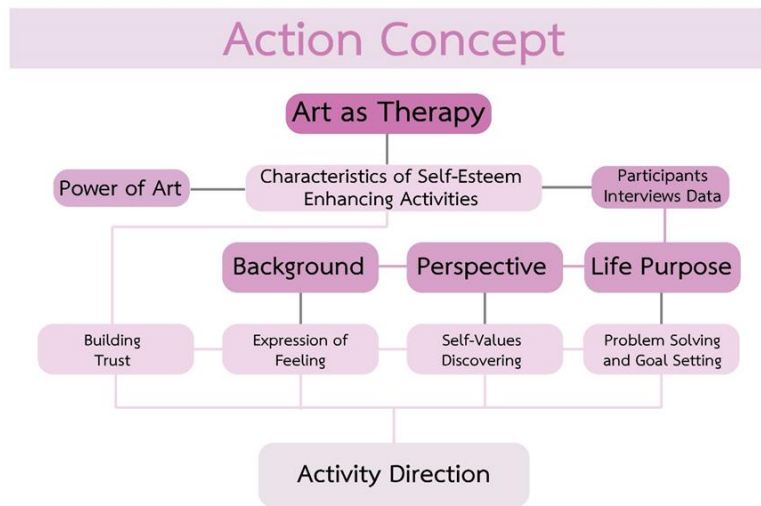 Action Concept
Art as Therapy
Power of Art
Characteristics of Self-Esteem
Enhancing Activities
Participants
Interviews Data
Background
Perspective
Life Purpose
Building
Trust
Expression of
Feeling
Self-Values
Discovering
Problem Solving
and Goal Setting
Activity Direction